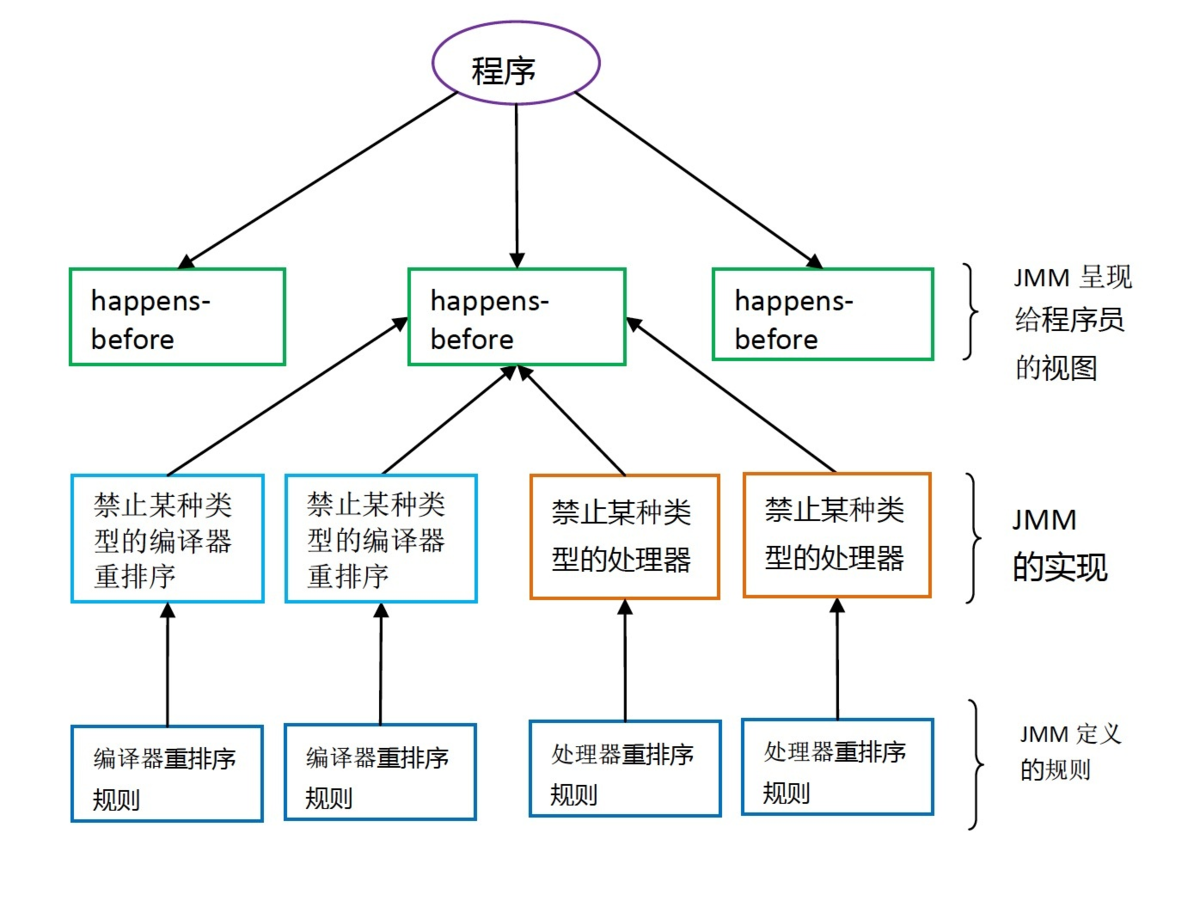 程序
happens-
before
happens-
before
happens-
before
JMM 呈现
给程序员
的视图
禁止某种类
型的编译器
重排序
禁止某种类
型的编译器
重排序
禁止某种类
型的处理器
禁止某种类
型的处理器
JMM
的实现
编译器重排序
规则
编译器重排序
规则
处理器重排序
规则
处理器重排序
规则
JMM 定义
的规则